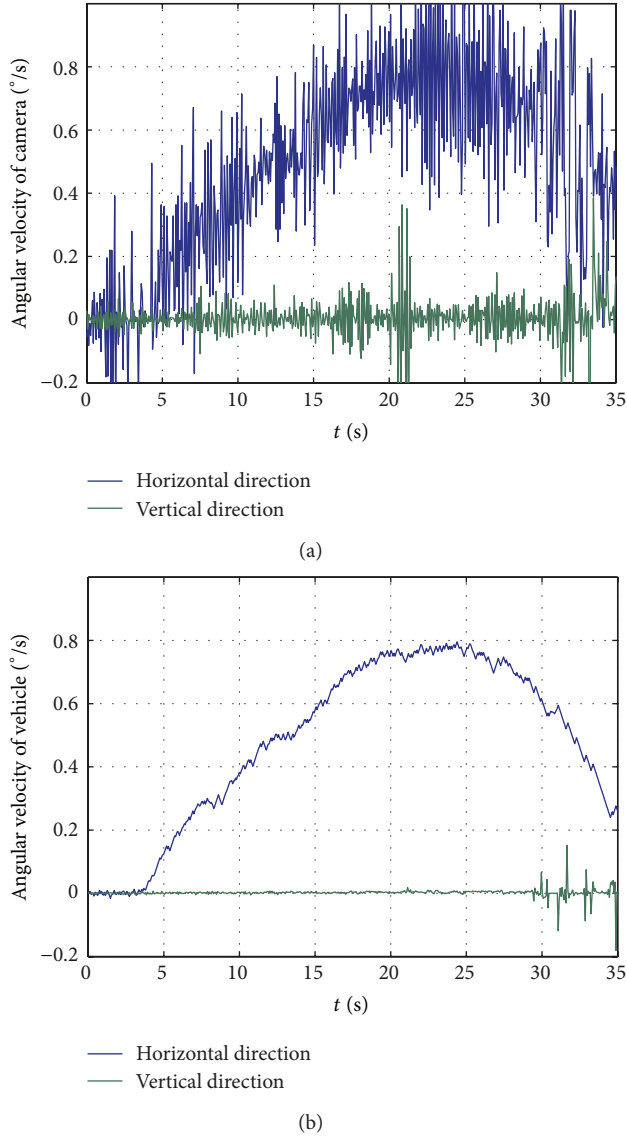 Angular velocity of camera (°/s)
0.8
0.6
0.4
0.2
0
−0.2
0 5 10 15 20 25 30 35
t (s)
Horizontal direction
Vertical direction
(a)
Angular velocity of vehicle (°/s)
0.8
0.6
0.4
0.2
0
−0.2
0 5 10 15 20 25 30 35
t (s)
Horizontal direction
Vertical direction
(b)